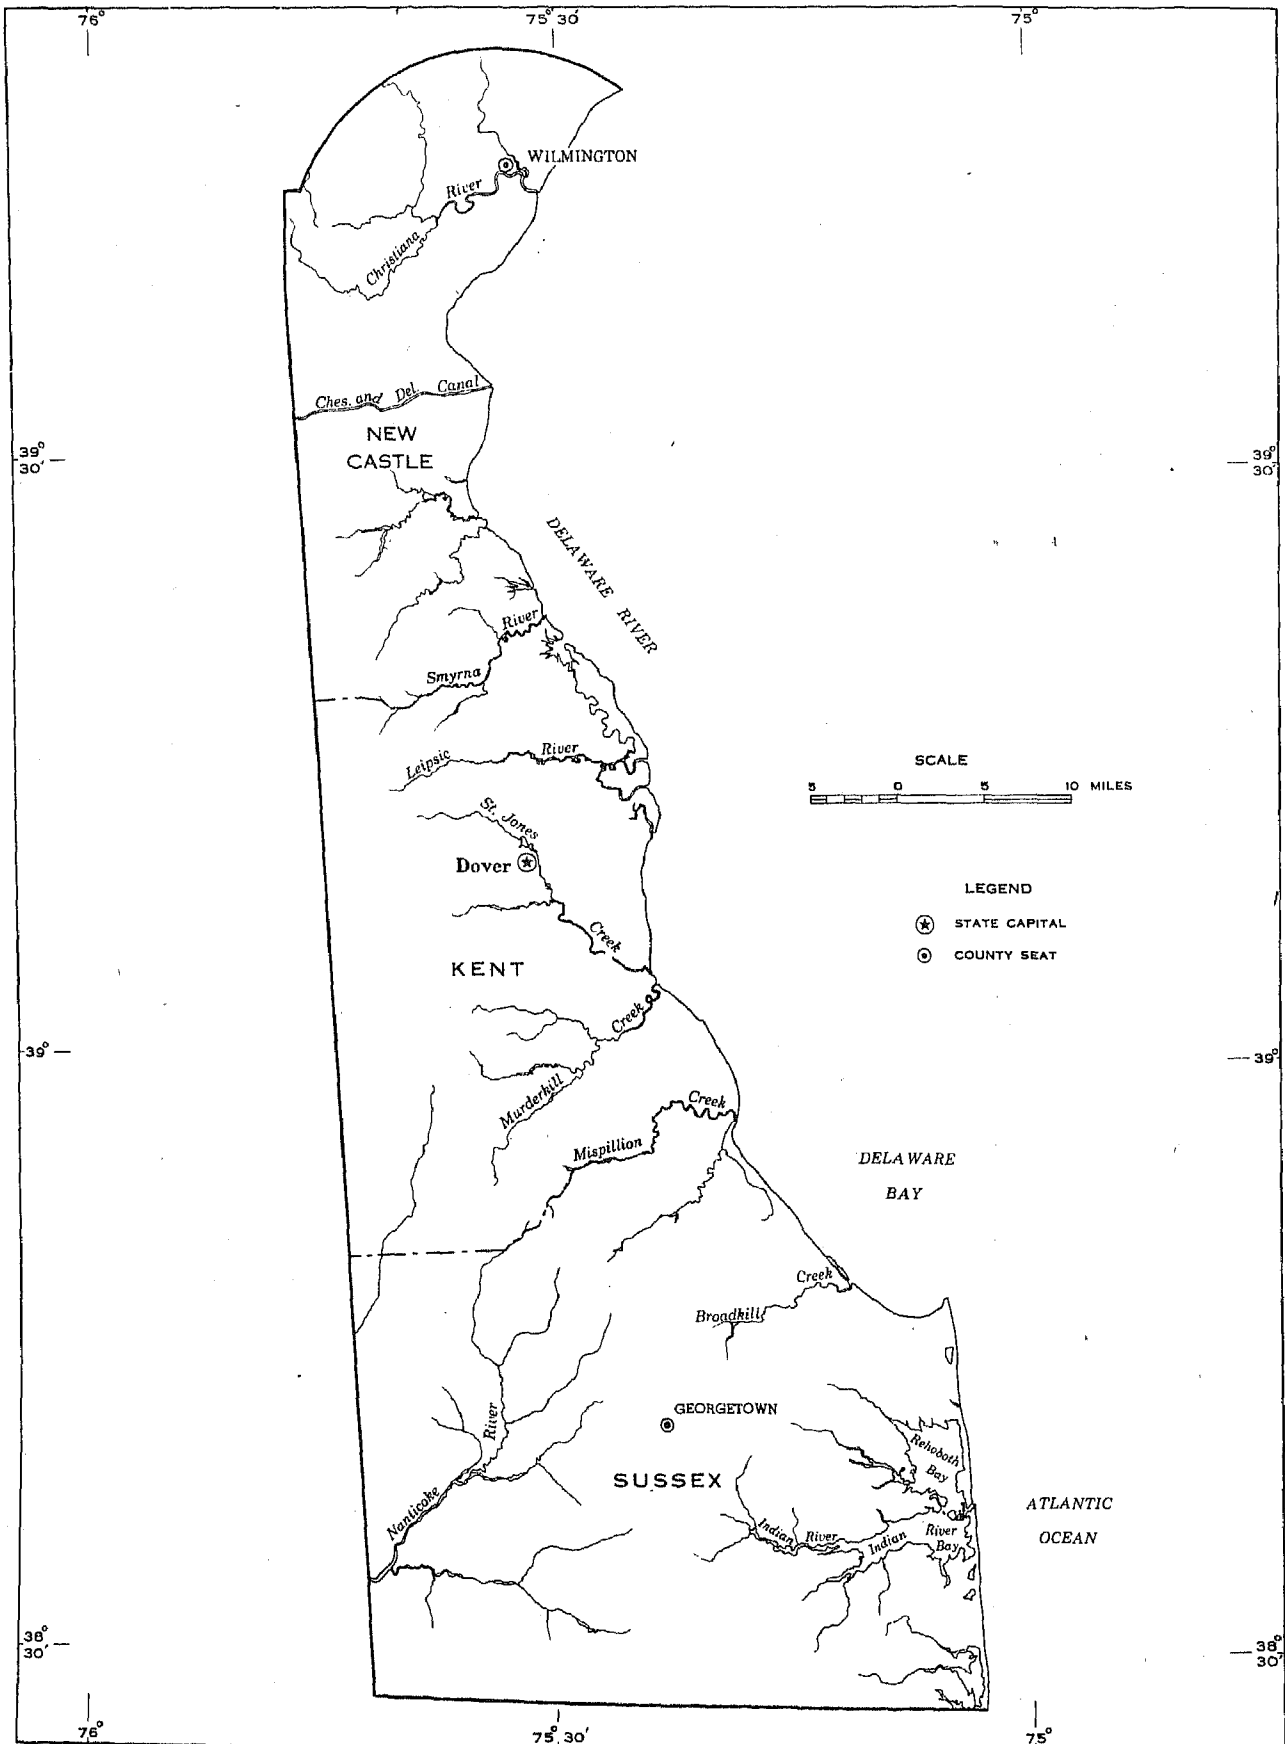 76°
75° 30'
75°
WILMINGTON
River
Christiana
Ches. and Del. Canal
NEW
CASTLE
39°
30'
39°
30'
DELAWARE RIVER
River
Smyrna
River
Leipsic
SCALE
5 0 5 10 MILES
St. Jones
Dover
LEGEND
STATE CAPITAL
COUNTY SEAT
Creek
KENT
Creek
39°
39°
Murderkill
Creek
Mispillion
DELAWARE
BAY
Creek
Broadkill
GEORGETOWN
River
Rehoboth
Bay
SUSSEX
Nanticoke
ATLANTIC
OCEAN
Indian River
Indian
River
Bay
38°
30'
38°
30'
76°
75° 30'
75°